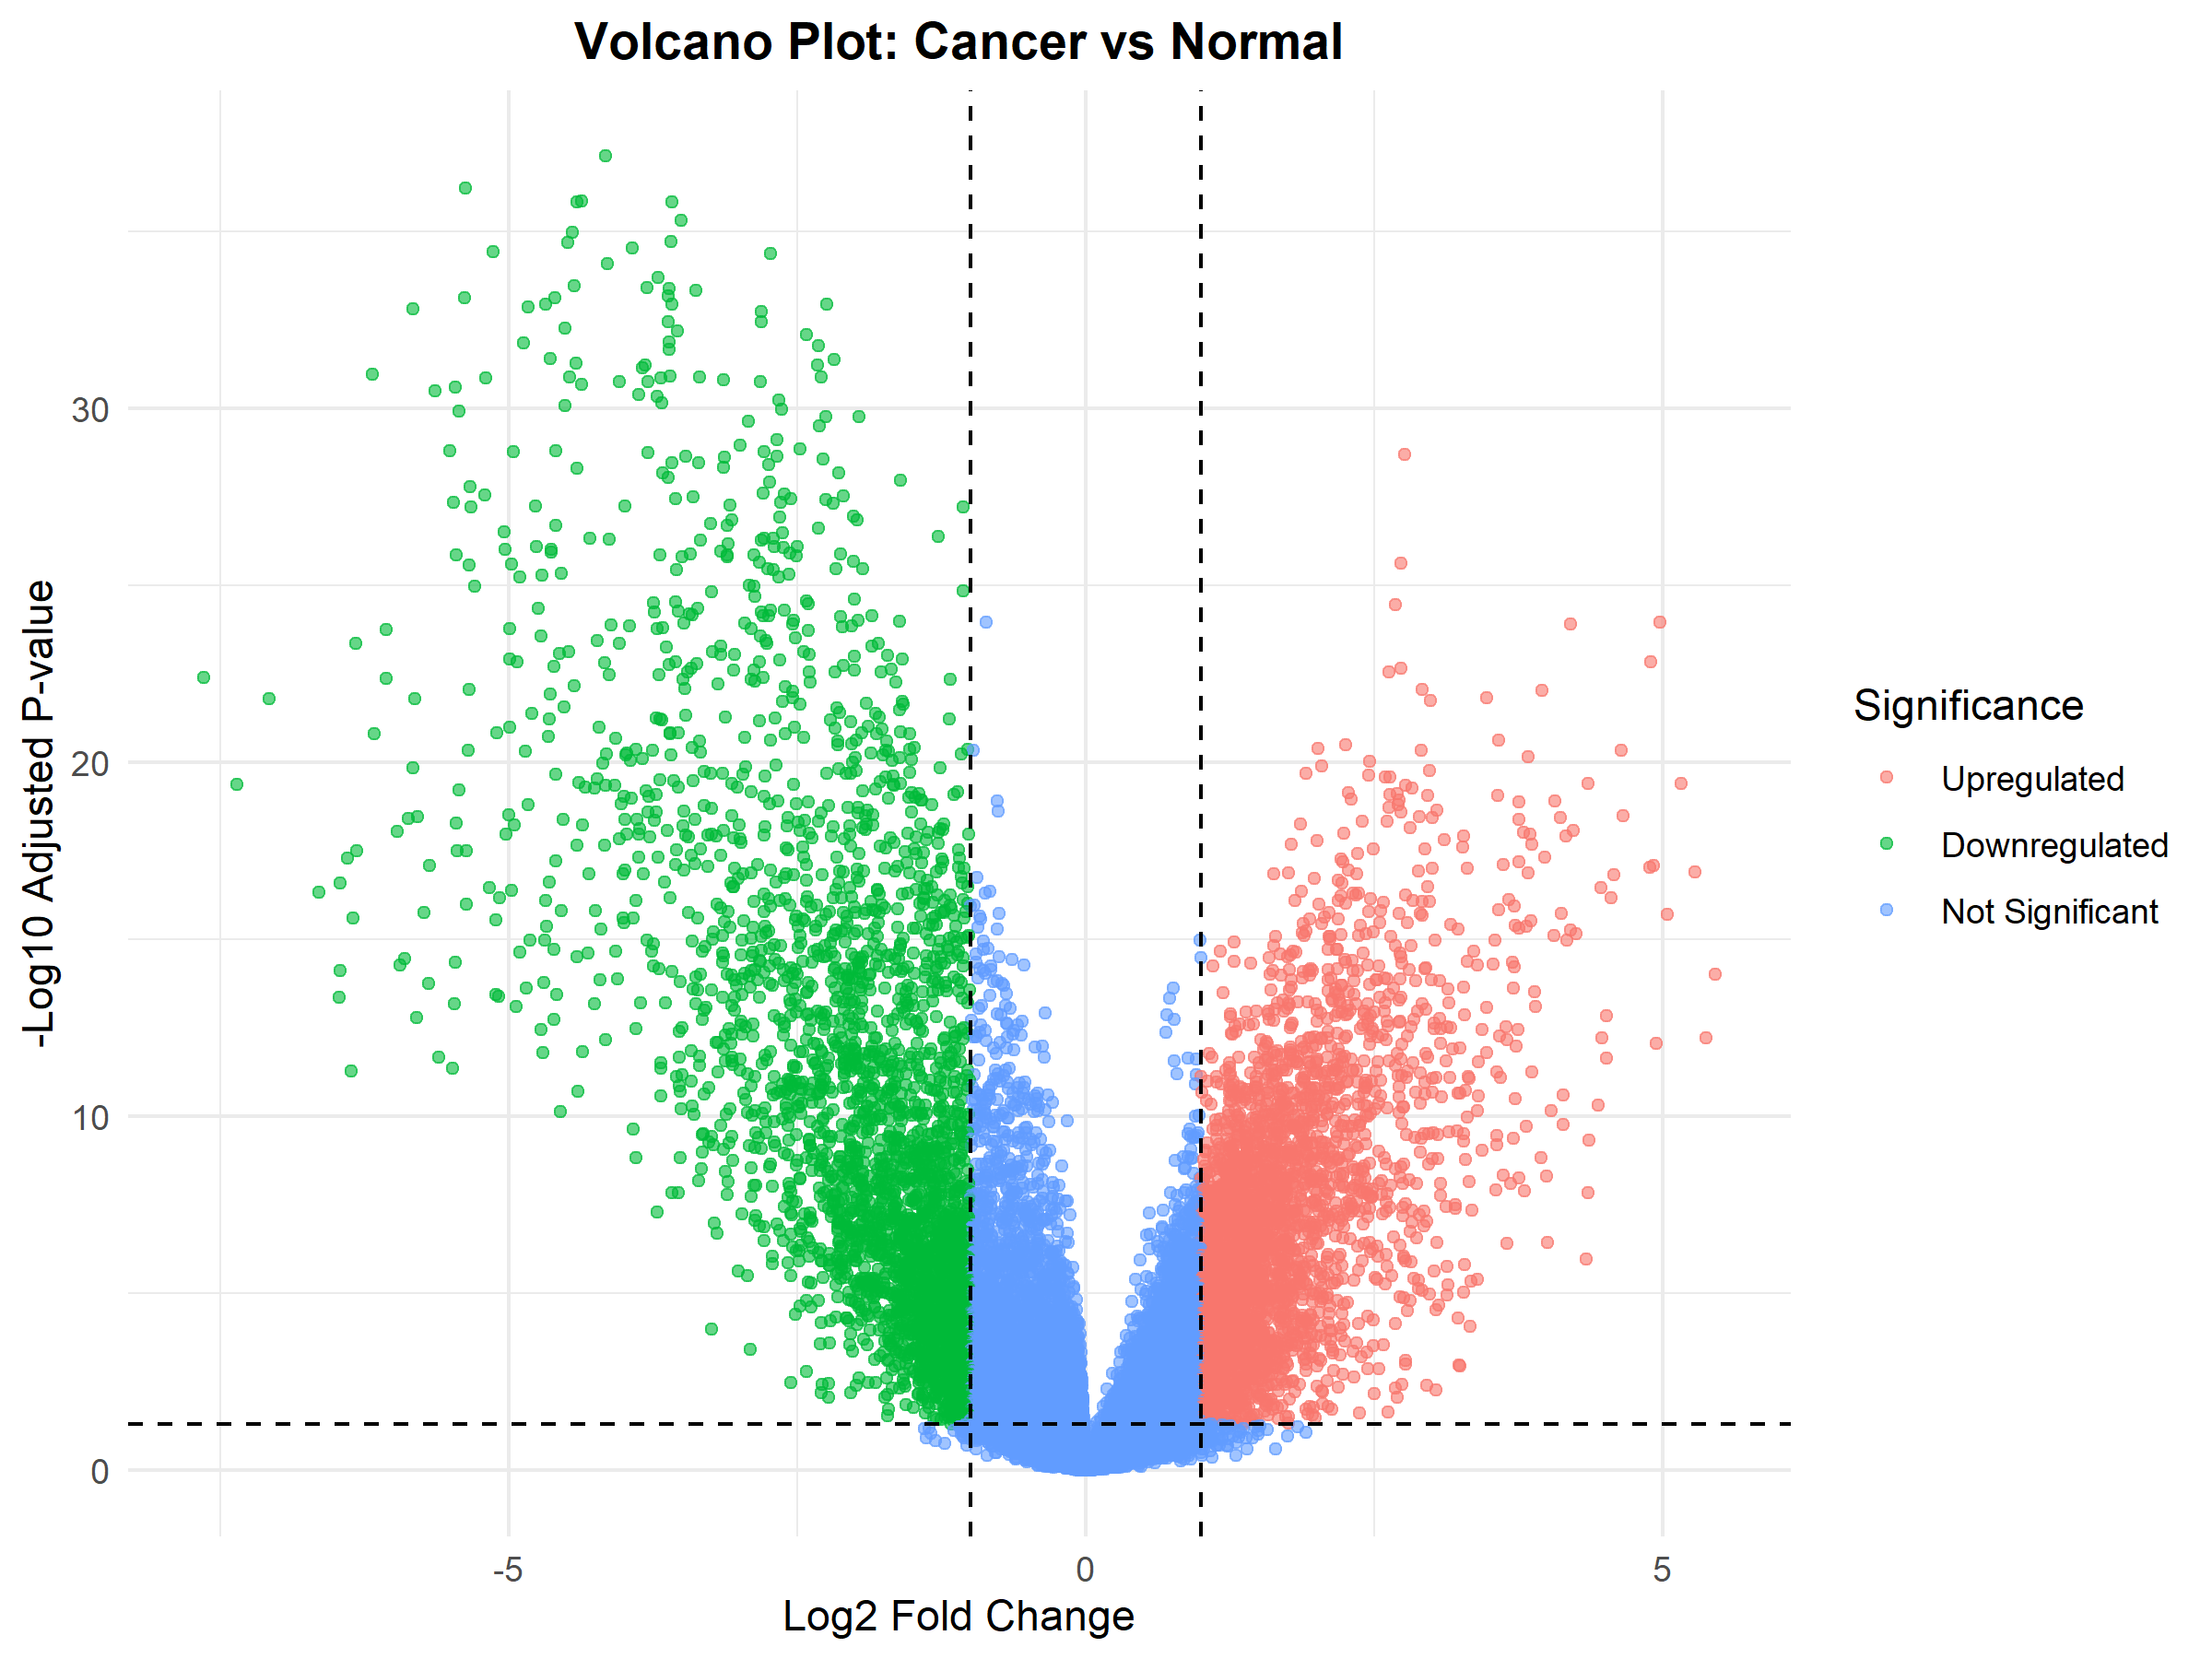 Volcano Plot: Cancer vs Normal
-Log10 Adjusted P-value
30
20
10
0
-5
0
5
Log2 Fold Change
Significance
Upregulated
Downregulated
Not Significant